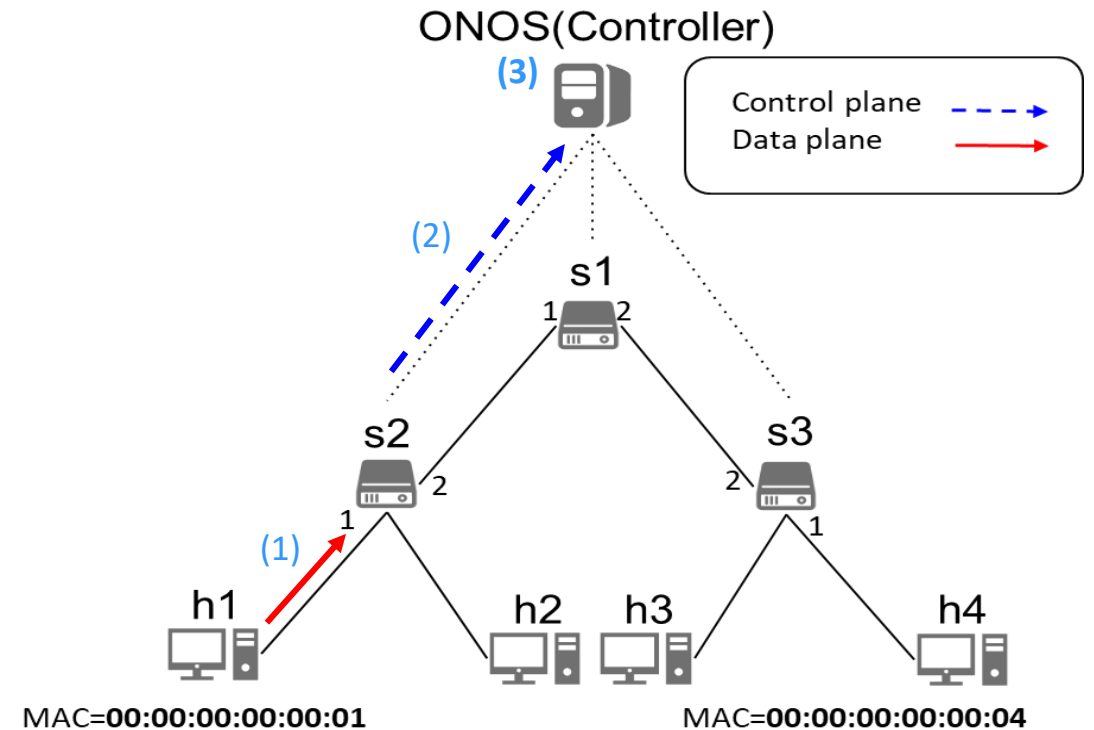 ONOS(Controller)
(3)
Control plane
Data plane
(2)
s1
1
2
s2
s3
2
2
1
1
(1)
h1
h2
h3
h4
MAC=00:00:00:00:00:01
MAC=00:00:00:00:00:04